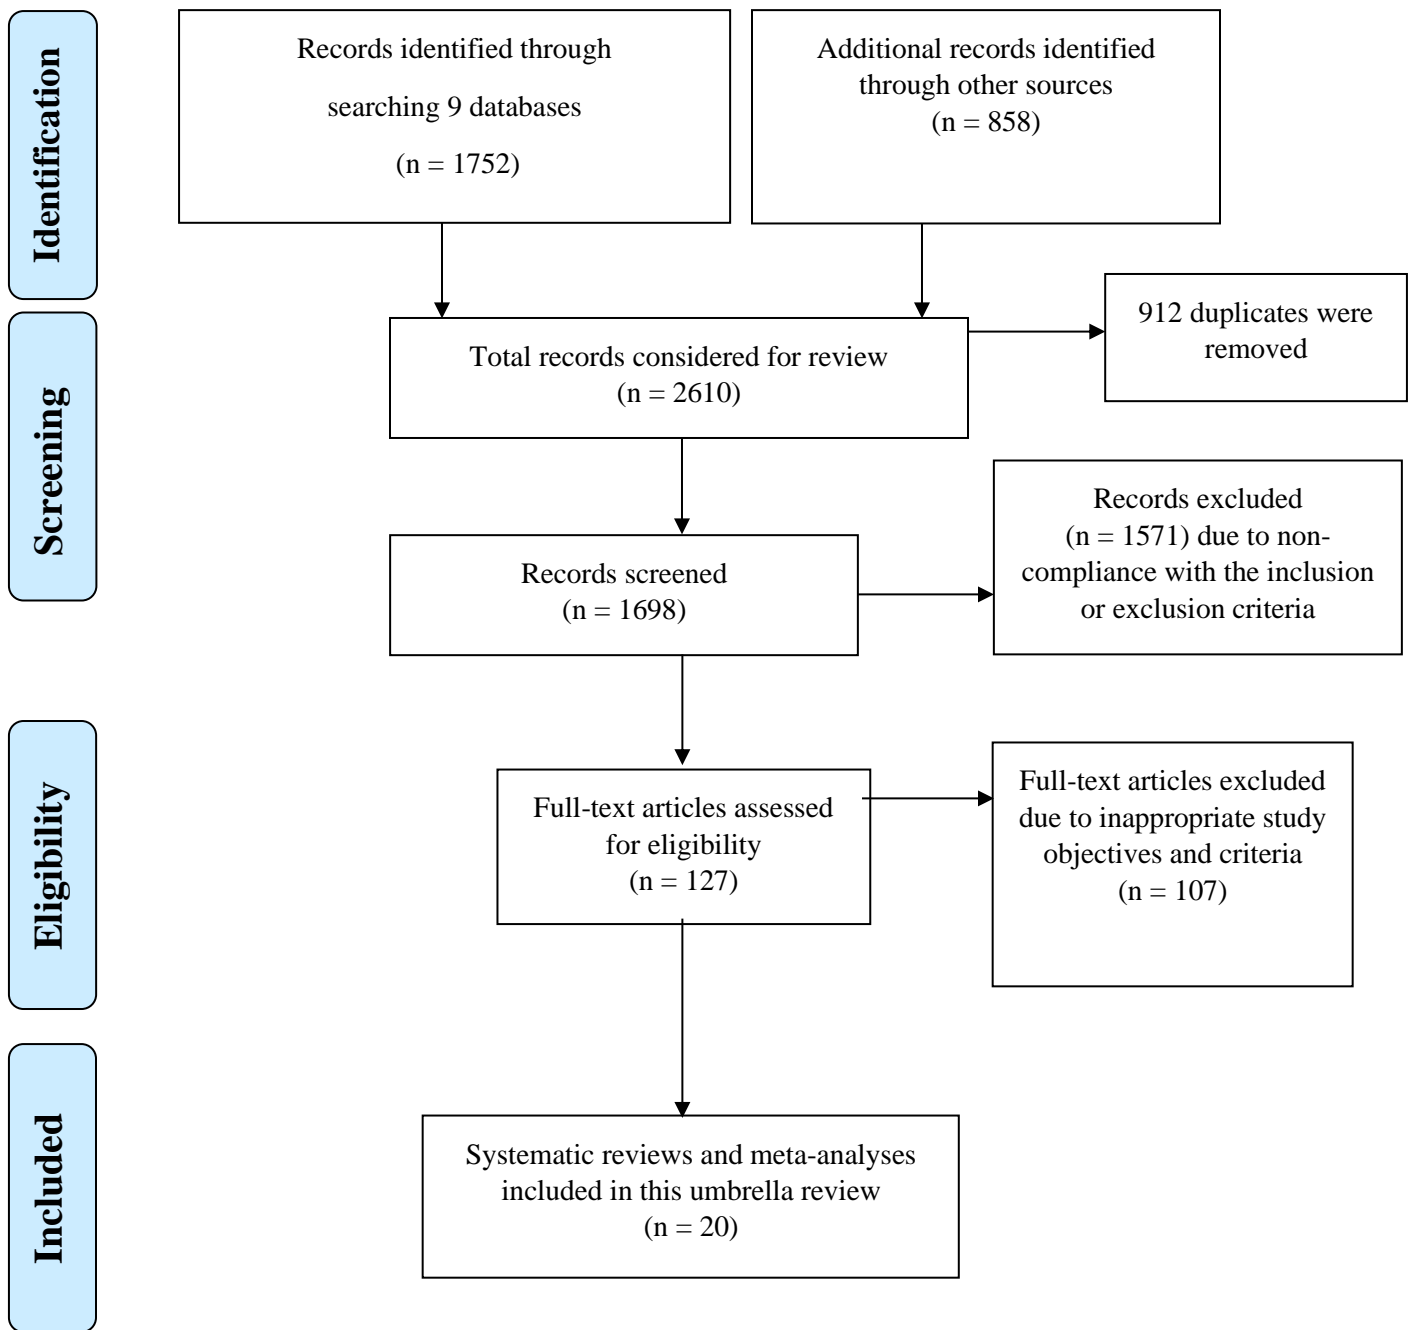 Identification
Records identified through
searching 9 databases
(n = 1752)
Additional records identified
through other sources
(n = 858)
912 duplicates were
removed
Screening
Total records considered for review
(n = 2610)
Records excluded
(n = 1571) due to non-
compliance with the inclusion
or exclusion criteria
Records screened
(n = 1698)
Eligibility
Full-text articles assessed
for eligibility
(n = 127)
Full-text articles excluded
due to inappropriate study
objectives and criteria
(n = 107)
Included
Systematic reviews and meta-analyses
included in this umbrella review
(n = 20)